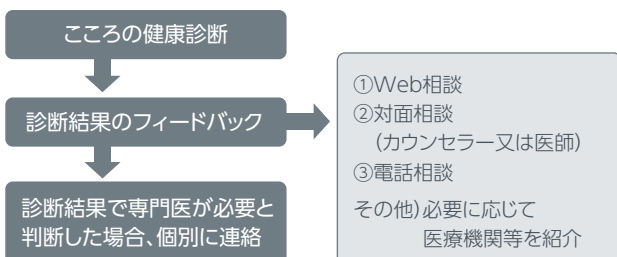 こころの健康診断
診断結果のフィードバック
診断結果で専門医が必要と
判断した場合、個別に連絡
①Web相談
②対面相談
（カウンセラー又は医師）
③電話相談
その他）必要に応じて
医療機関等を紹介